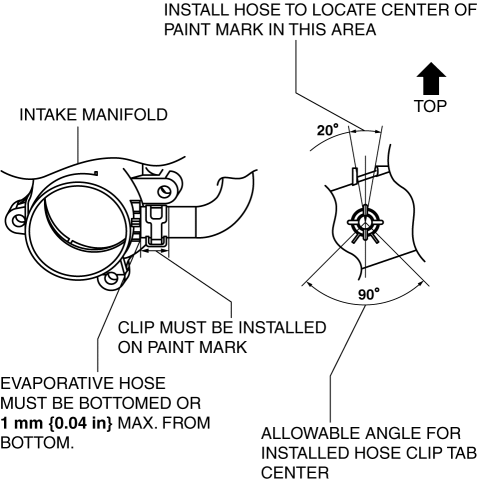 INSTALL HOSE TO LOCATE CENTER OF
PAINT MARK IN THIS AREA
TOP
INTAKE MANIFOLD
20°
90°
CLIP MUST BE INSTALLED
ON PAINT MARK
EVAPORATIVE HOSE
MUST BE BOTTOMED OR
1 mm {0.04 in} MAX. FROM
BOTTOM.
ALLOWABLE ANGLE FOR
INSTALLED HOSE CLIP TAB
CENTER